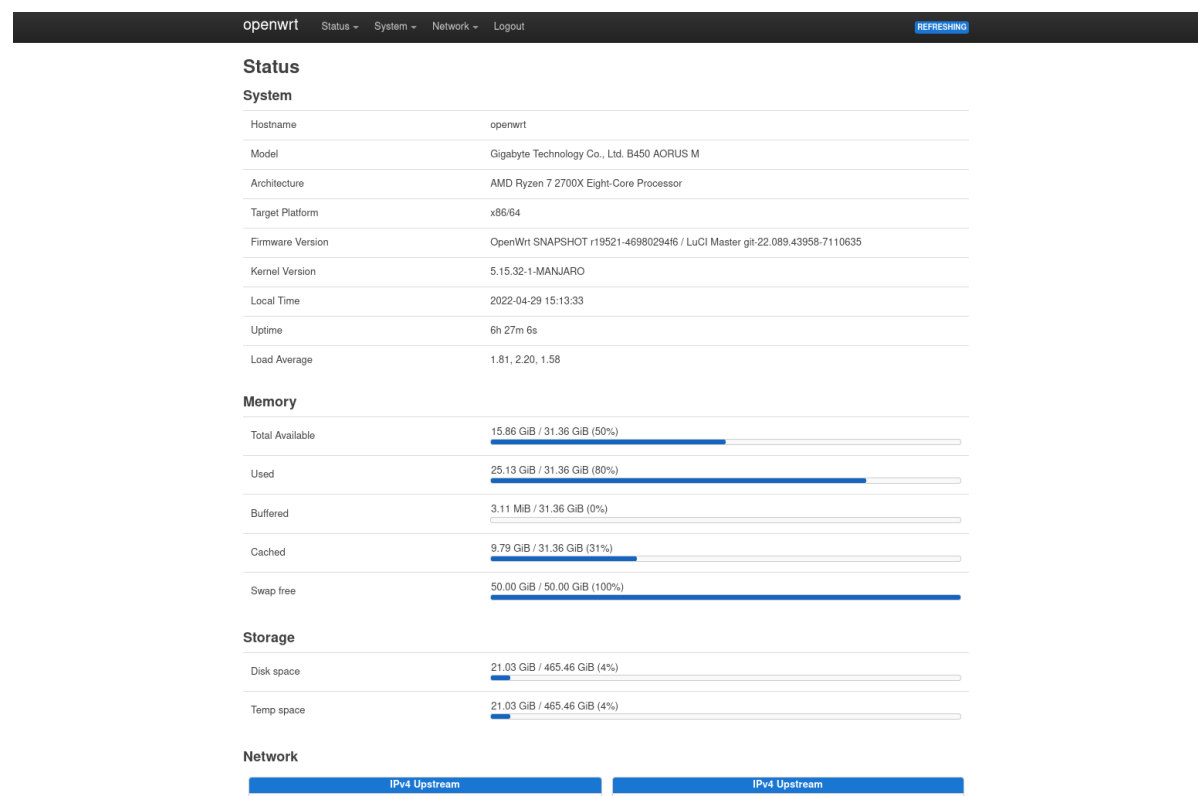 openwrt Status System Network Logout REFRESHING
Status
System
Hostname openwrt
Model Gigabyte Technology Co., Ltd. B450 AORUS M
Architecture AMD Ryzen 7 2700X Eight-Core Processor
Target Platform x86/64
Firmware Version OpenWrt SNAPSHOT r19521-46980294f6 / LuCI Master git-22.089.43958-7110635
Kernel Version 5.15.32-1-MANJARO
Local Time 2022-04-29 15:13:33
Uptime 6h 27m 6s
Load Average 1.81, 2.20, 1.58
Memory
Total Available 15.86 GiB / 31.36 GiB (50%)
Used 25.13 GiB / 31.36 GiB (80%)
Buffered 3.11 MiB / 31.36 GiB (0%)
Cached 9.79 GiB / 31.36 GiB (31%)
Swap free 50.00 GiB / 50.00 GiB (100%)
Storage
Disk space 21.03 GiB / 465.46 GiB (4%)
Temp space 21.03 GiB / 465.46 GiB (4%)
Network
IPv4 Upstream IPv4 Upstream